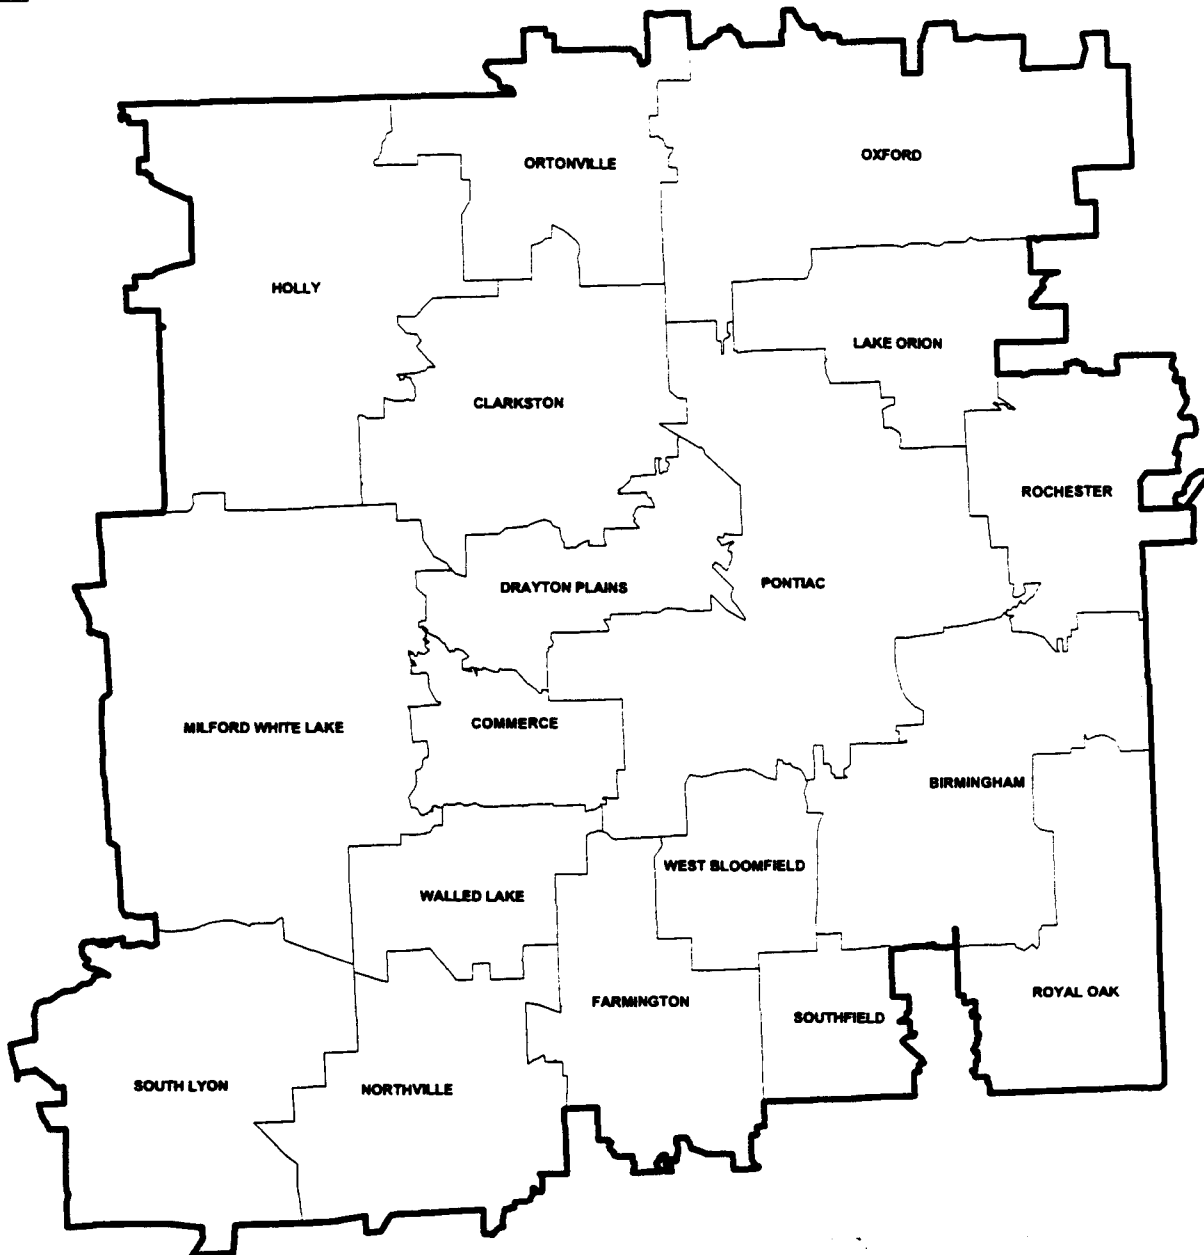 ORTONVILLE
OXFORD
HOLLY
LAKE ORION
CLARKSTON
ROCHESTER
DRAYTON PLAINS
PONTIAC
MILFORD WHITE LAKE
COMMERCE
BIRMINGHAM
WEST BLOOMFIELD
WALLED LAKE
ROYAL OAK
FARMINGTON
SOUTHFIELD
SOUTH LYON
NORTHVILLE